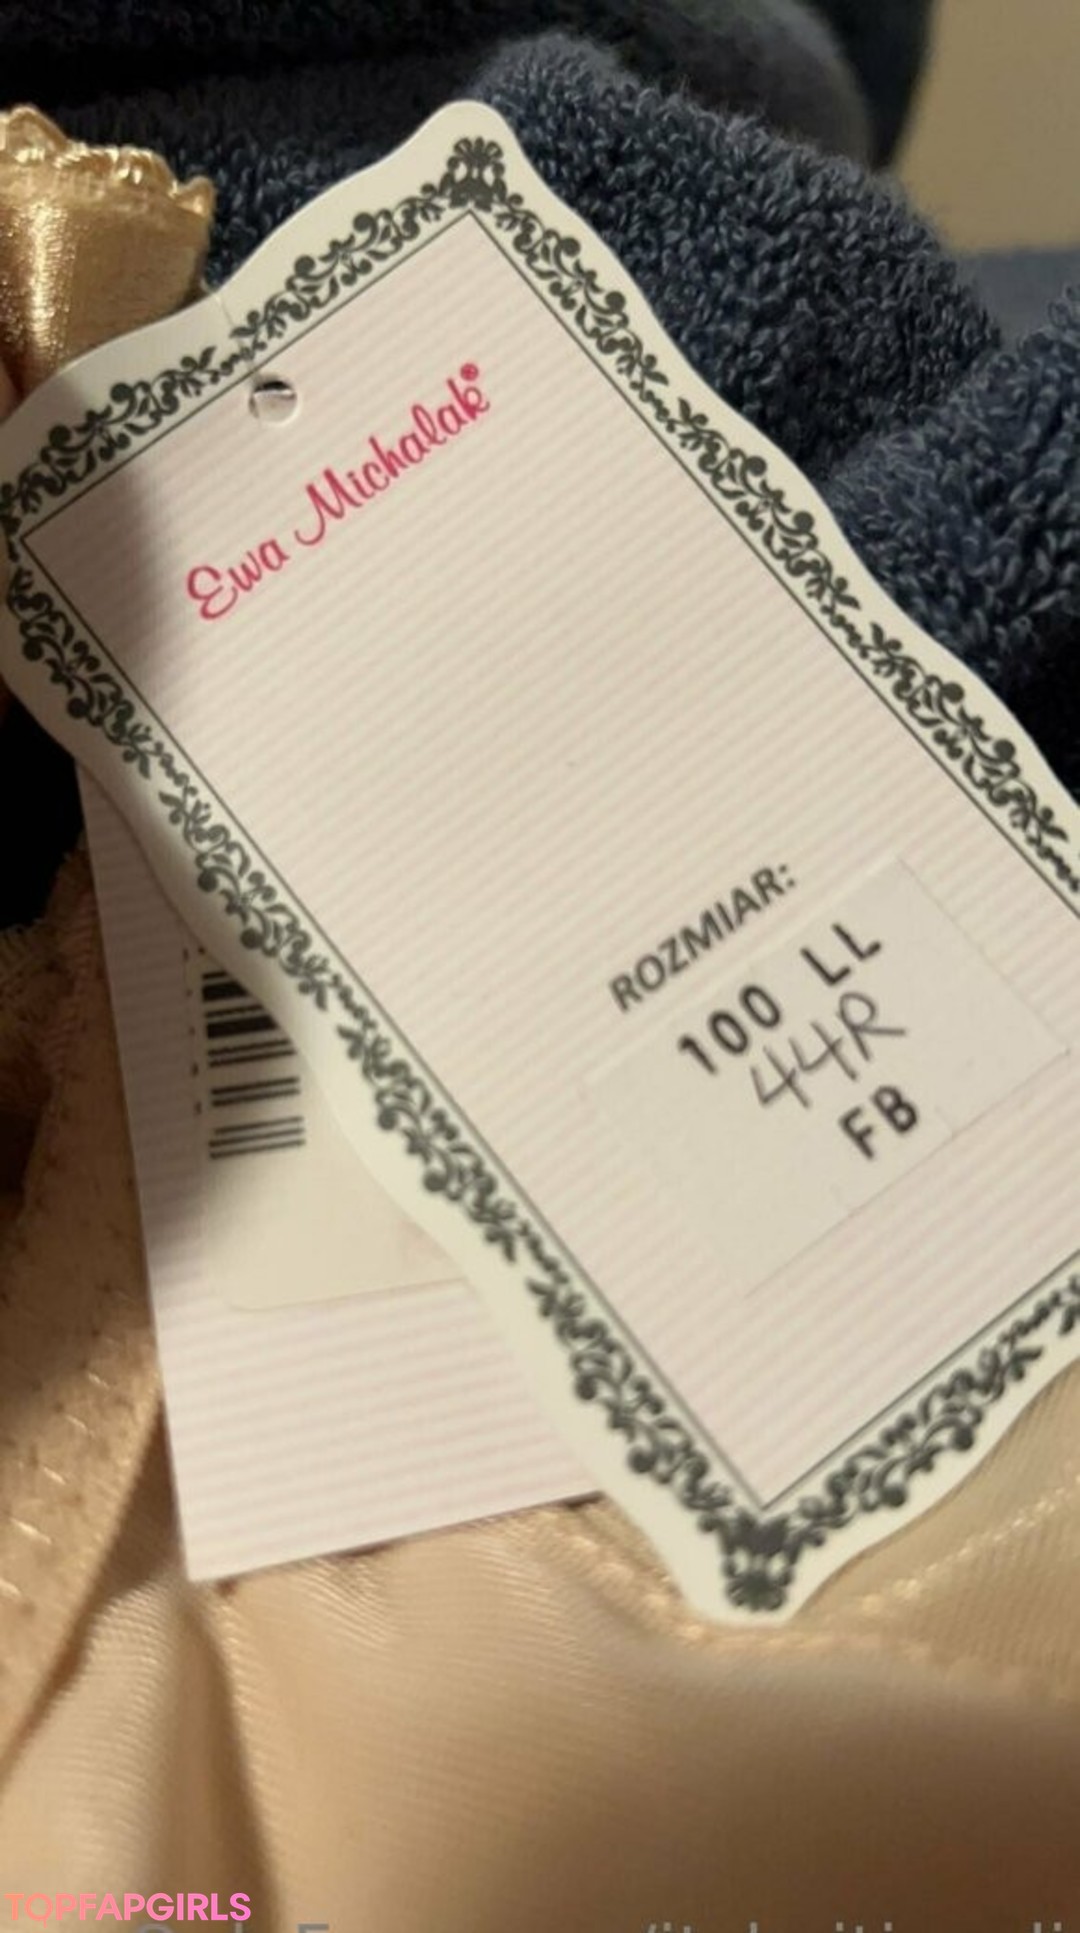 Ewa Michalak®
ROZMIAR:
100 LL
44R
FB
TOPFAPGIRLS